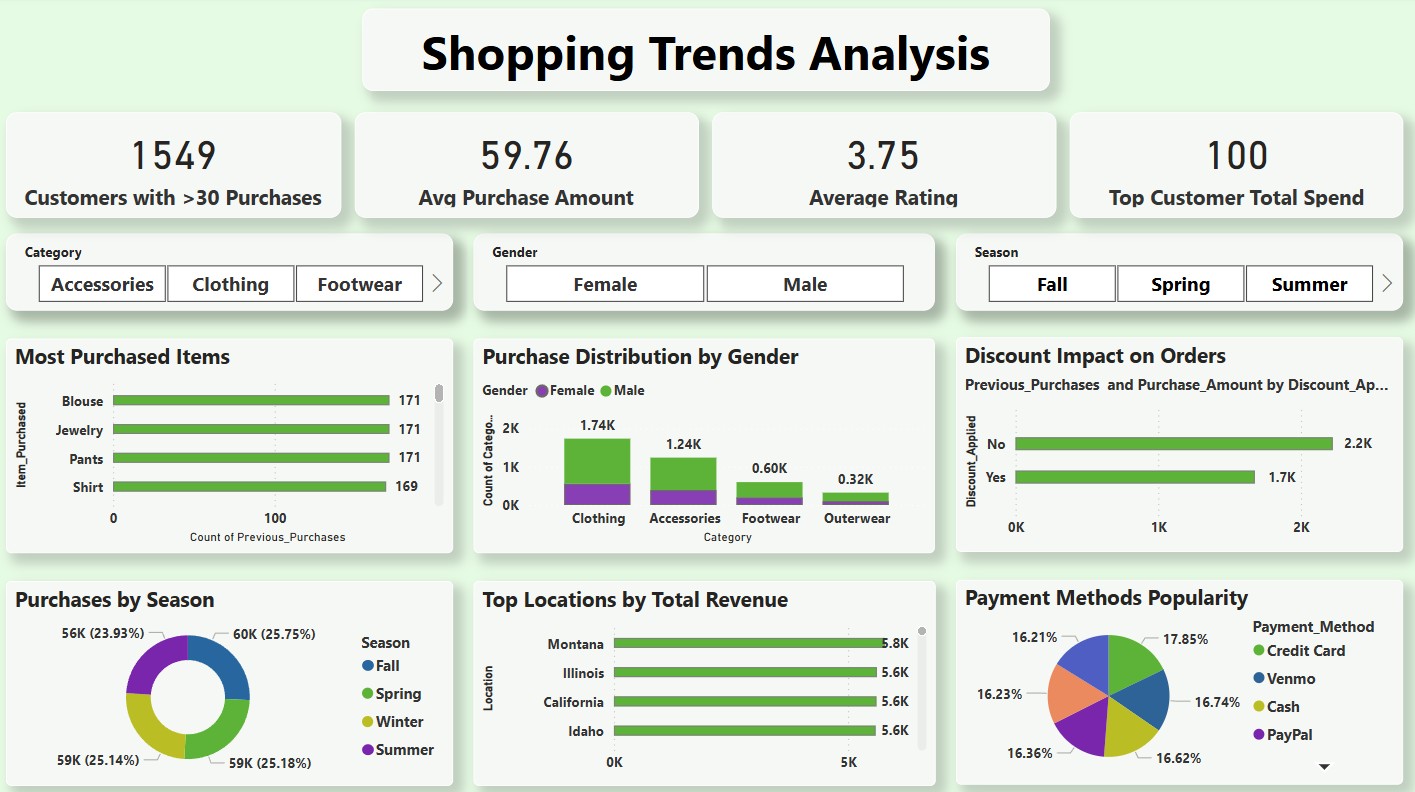 Shopping Trends Analysis
1549
Customers with >30 Purchases
59.76
Avg Purchase Amount
3.75
Average Rating
100
Top Customer Total Spend
Category
Accessories
Clothing
Footwear
Gender
Female
Male
Season
Fall
Spring
Summer
Most Purchased Items
Item_Purchased
Blouse
171
Jewelry
171
Pants
171
Shirt
169
0
100
Count of Previous_Purchases
Purchase Distribution by Gender
Gender
Female
Male
Count of Catego...
2K
1K
0K
1.74K
1.24K
0.60K
0.32K
Clothing
Accessories
Footwear
Outerwear
Category
Discount Impact on Orders
Previous_Purchases and Purchase_Amount by Discount_Ap...
Discount_Applied
No
2.2K
Yes
1.7K
0K
1K
2K
Purchases by Season
56K (23.93%)
60K (25.75%)
59K (25.14%)
59K (25.18%)
Season
Fall
Spring
Winter
Summer
Top Locations by Total Revenue
Location
Montana
5.8K
Illinois
5.6K
California
5.6K
Idaho
5.6K
0K
5K
Payment Methods Popularity
16.21%
17.85%
16.23%
16.74%
16.36%
16.62%
Payment_Method
Credit Card
Venmo
Cash
PayPal